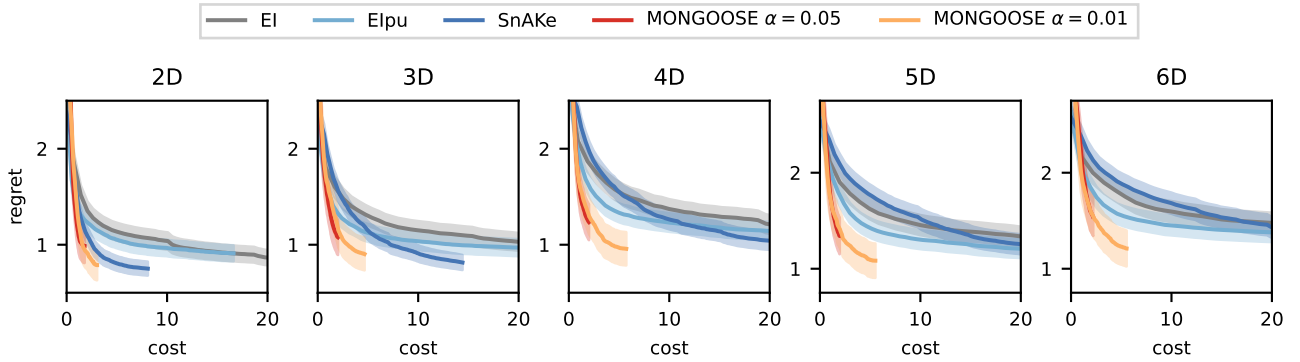 EI EIpu SnAKe MONGOOSE α = 0.05 MONGOOSE α = 0.01
2D 3D 4D 5D 6D
regret
2 2 2 2 2
1 1 1 1 1
0 10 20 0 10 20 0 10 20 0 10 20 0 10 20
cost cost cost cost cost